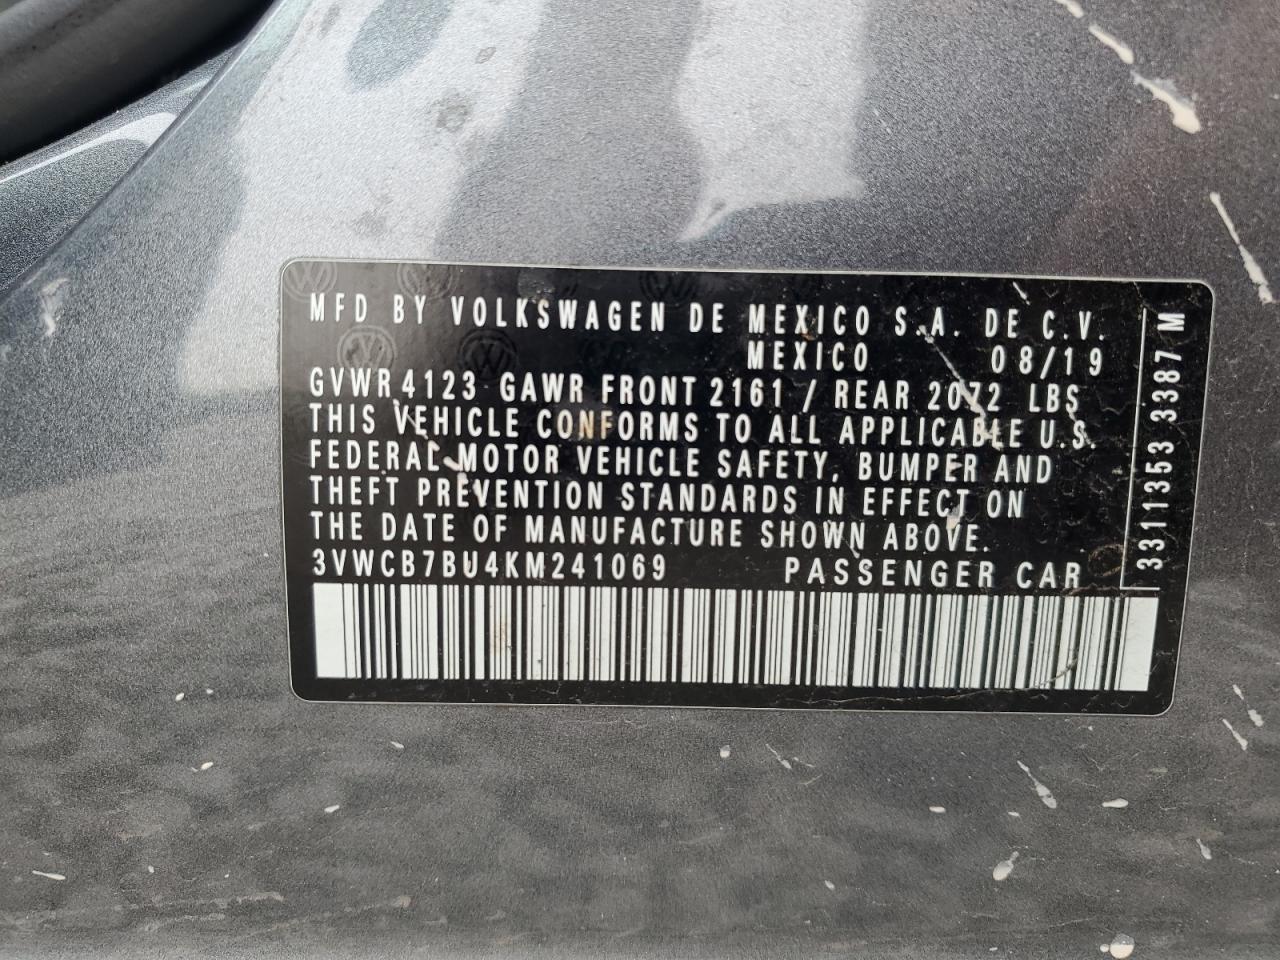 MFD BY VOLKSWAGEN DE MEXICO S.A. DE C.V.
MEXICO 08/19
GVWR 4123 GAWR FRONT 2161 / REAR 2072 LBS
THIS VEHICLE CONFORMS TO ALL APPLICABLE U.S.
FEDERAL MOTOR VEHICLE SAFETY, BUMPER AND
THEFT PREVENTION STANDARDS IN EFFECT ON
THE DATE OF MANUFACTURE SHOWN ABOVE.
3VWCB7BU4KM241069 PASSENGER CAR
3311353 3387 M